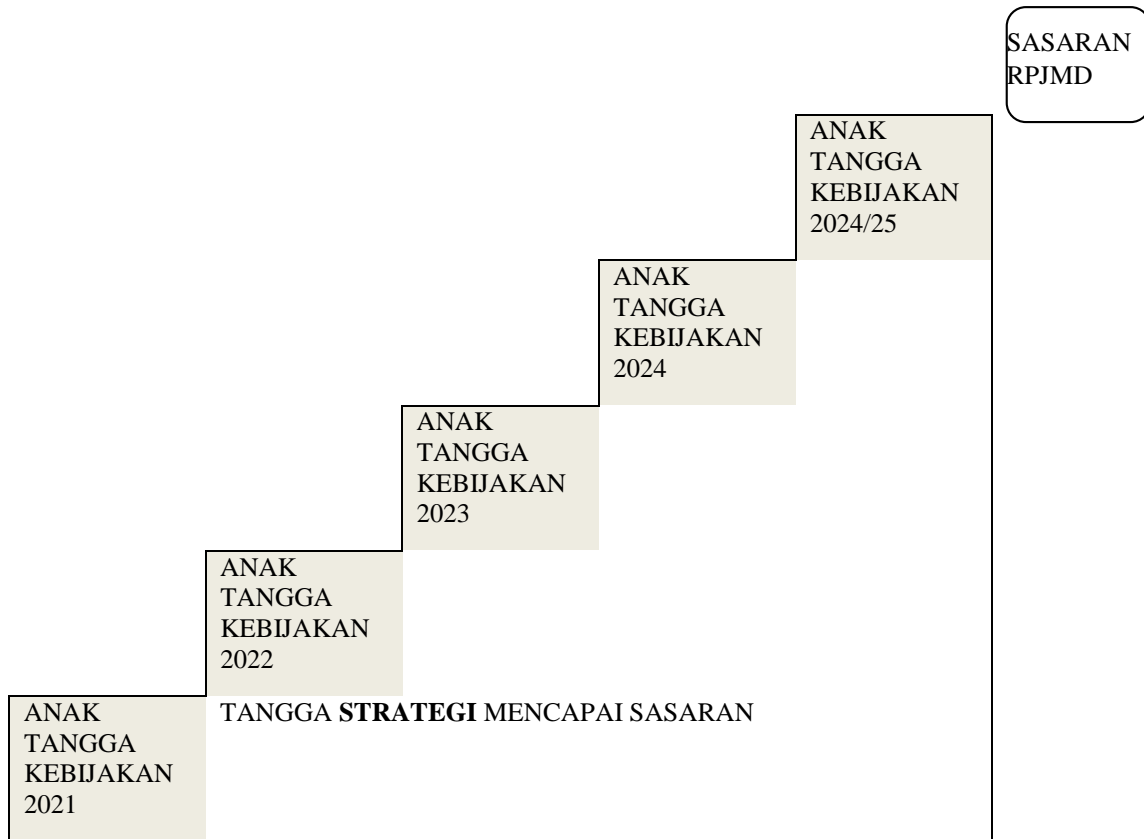 SASARAN
RPJMD
ANAK
TANGGA
KEBIJAKAN
2024/25
ANAK
TANGGA
KEBIJAKAN
2024
ANAK
TANGGA
KEBIJAKAN
2023
ANAK
TANGGA
KEBIJAKAN
2022
TANGGA STRATEGI MENCAPAI SASARAN
ANAK
TANGGA
KEBIJAKAN
2021